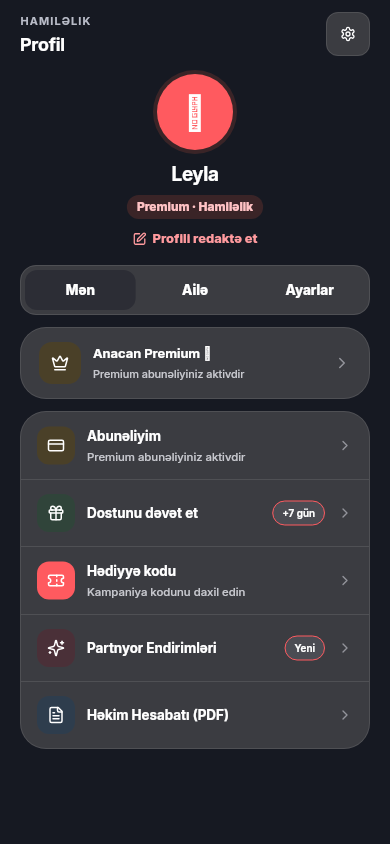 HAMILƏLIK
Profil
Leyla
Premium · Hamiləlik
Profili redaktə et
Mən
Ailə
Ayarlar
Anacan Premium
Premium abunəliyiniz aktivdir
Abunəliyim
Premium abunəliyiniz aktivdir
Dostunu dəvət et
+7 gün
Hədiyyə kodu
Kampaniya kodunu daxil edin
Partnyor Endirimləri
Yeni
Həkim Hesabatı (PDF)